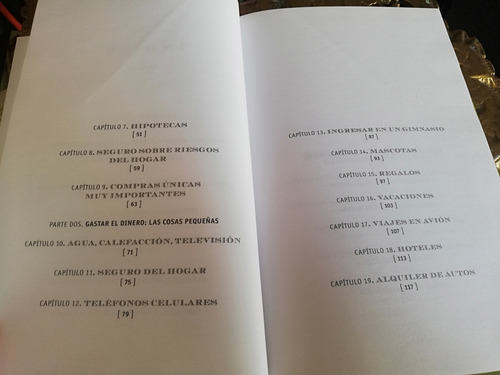 CAPÍTULO 7. HIPOTECAS
[ 51 ]
CAPÍTULO 8. SEGURO SOBRE RIESGOS
DEL HOGAR
[ 59 ]
CAPÍTULO 9. COMPRAS ÚNICAS
MUY IMPORTANTES
[ 63 ]
PARTE DOS. GASTAR EL DINERO: LAS COSAS PEQUEÑAS
CAPÍTULO 10. AGUA, CALEFACCIÓN, TELEVISIÓN
[ 71 ]
CAPÍTULO 11. SEGURO DEL HOGAR
[ 75 ]
CAPÍTULO 12. TELÉFONOS CELULARES
[ 79 ]
CAPÍTULO 13. INGRESAR EN UN GIMNASIO
[ 87 ]
CAPÍTULO 14. MASCOTAS
[ 93 ]
CAPÍTULO 15. REGALOS
[ 97 ]
CAPÍTULO 16. VACACIONES
[ 103 ]
CAPÍTULO 17. VIAJES EN AVIÓN
[ 107 ]
CAPÍTULO 18. HOTELES
[ 113 ]
CAPÍTULO 19. ALQUILER DE AUTOS
[ 117 ]